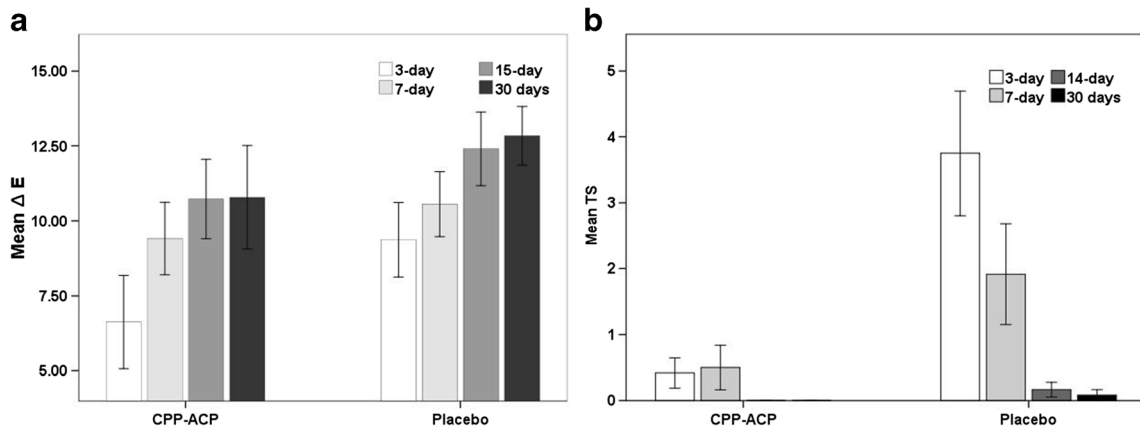 a
Mean Δ E
15.00
12.50
10.00
7.50
5.00
3-day
15-day
7-day
30 days
CPP-ACP
Placebo
b
Mean TS
5
4
3
2
1
0
3-day
14-day
7-day
30 days
CPP-ACP
Placebo